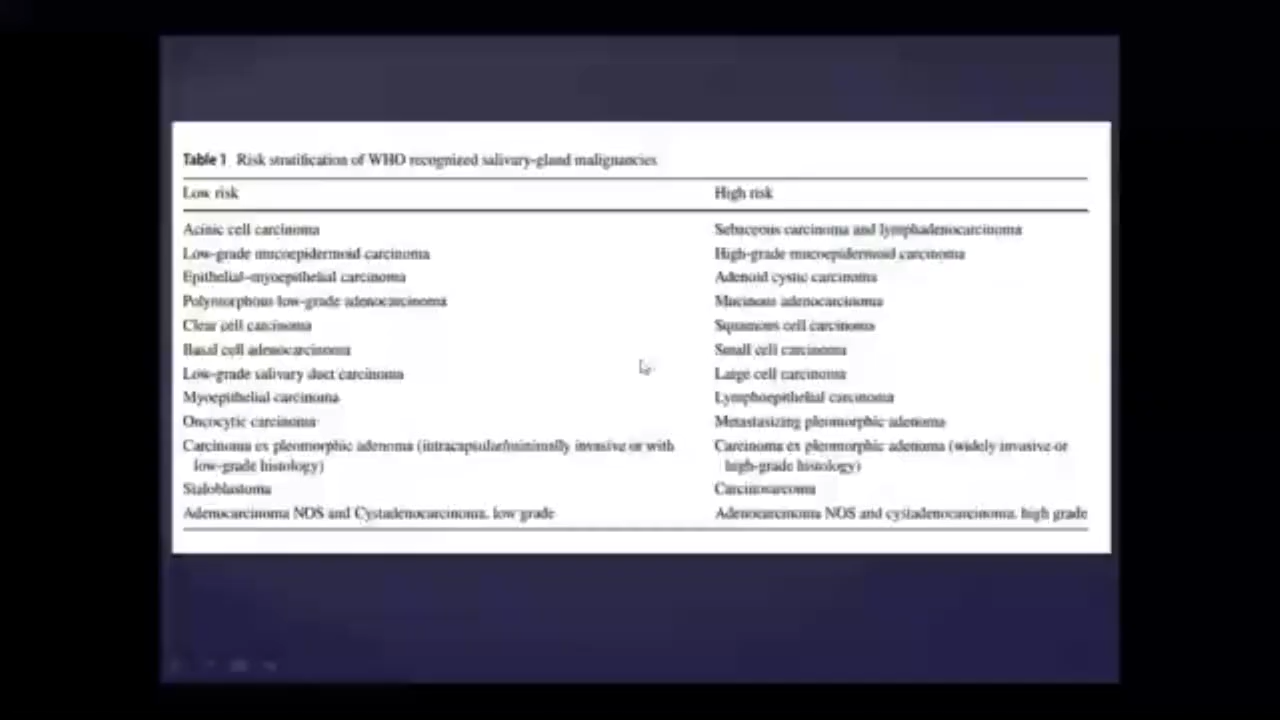 Table 1 Risk stratification of WHO recognized salivary-gland malignancies
Low risk High risk
Acinic cell carcinoma Sebaceous carcinoma and lymphadenocarcinoma
Low-grade mucoepidermoid carcinoma High-grade mucoepidermoid carcinoma
Epithelial–myoepithelial carcinoma Adenoid cystic carcinoma
Polymorphous low-grade adenocarcinoma Mucinous adenocarcinoma
Clear cell carcinoma Squamous cell carcinoma
Basal cell adenocarcinoma Small cell carcinoma
Low-grade salivary duct carcinoma Large cell carcinoma
Myoepithelial carcinoma Lymphoepithelial carcinoma
Oncocytic carcinoma Metastasizing pleomorphic adenoma
Carcinoma ex pleomorphic adenoma (intracapsular/minimally invasive or with Carcinoma ex pleomorphic adenoma (widely invasive or
low-grade histology) high-grade histology)
Sialoblastoma Carcinosarcoma
Adenocarcinoma NOS and Cystadenocarcinoma, low grade Adenocarcinoma NOS and cystadenocarcinoma, high grade